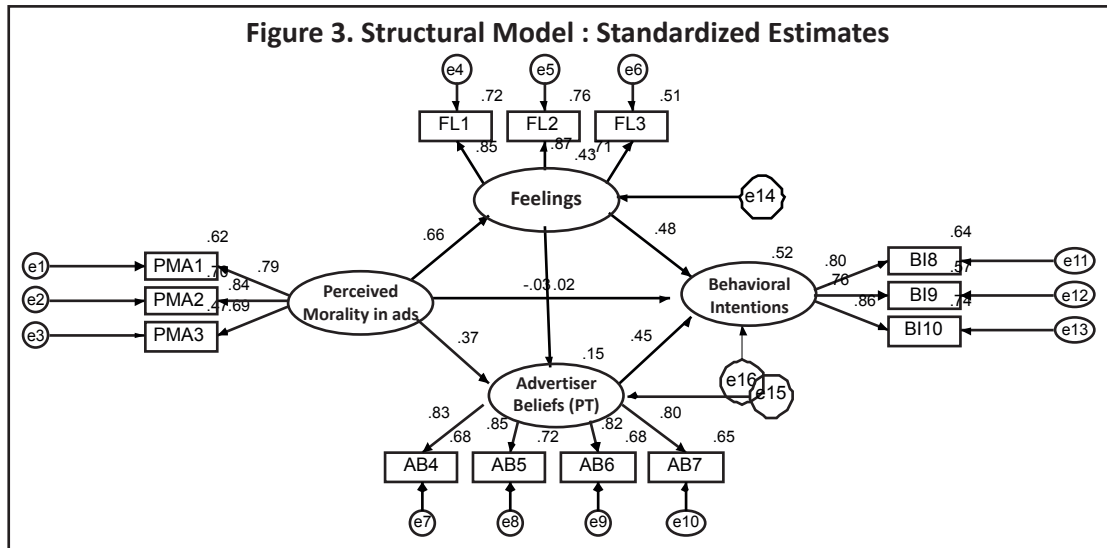 Figure 3. Structural Model : Standardized Estimates
e4 e5 e6
.72 .76 .51
FL1 FL2 FL3
.85 .87 .43 .71
Feelings
e14
.66 .48
.62 .52 .64
e1 PMA1 .79 .80 BI8 e11
.70 .84 .76 .57
e2 PMA2 Perceived Morality in ads -.03 .02 Behavioral Intentions BI9 e12
.47 .69 .86 .74
e3 PMA3 BI10 e13
.37 .45
.15
Advertiser
Beliefs (PT)
e16
e15
.83 .85 .82 .80
.68 .72 .68 .65
AB4 AB5 AB6 AB7
e7 e8 e9 e10